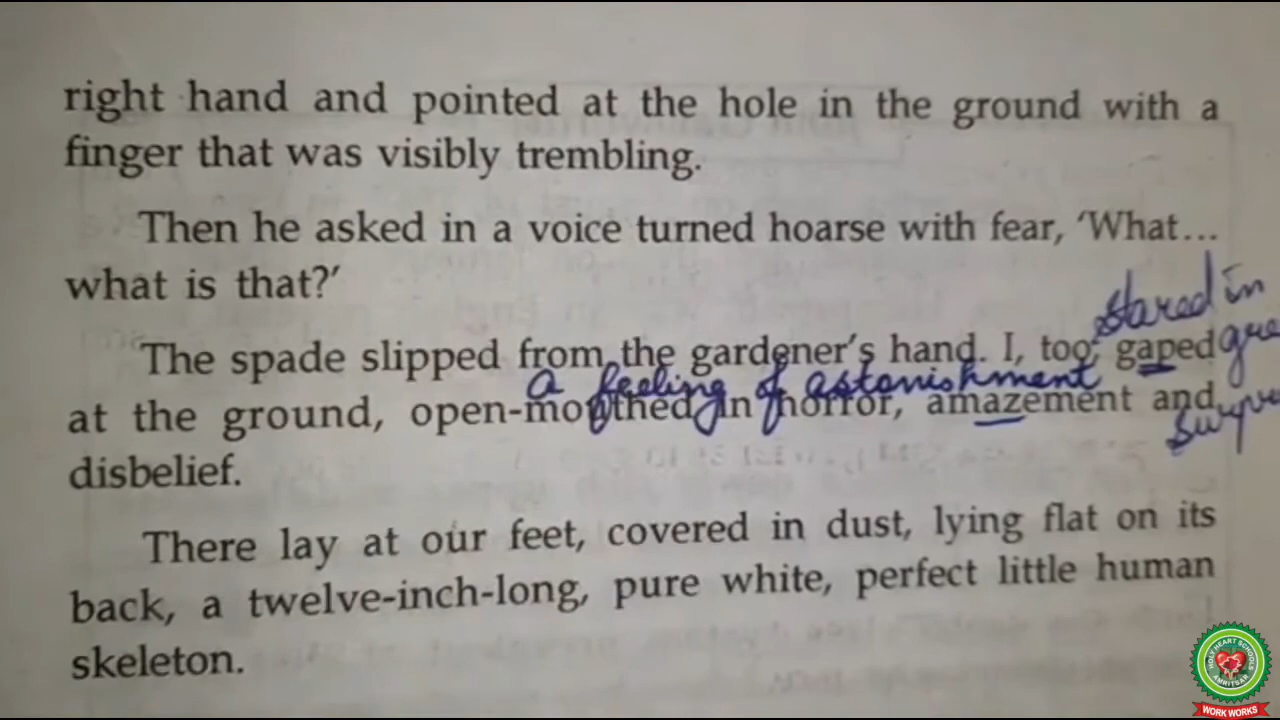 right hand and pointed at the hole in the ground with a
finger that was visibly trembling.
Then he asked in a voice turned hoarse with fear, ‘What...
what is that?’
stared in
The spade slipped from the gardener’s hand. I, too, gaped
a feeling of astonishment
at the ground, open-mouthed in horror, amazement and
disbelief.
There lay at our feet, covered in dust, lying flat on its
back, a twelve-inch-long, pure white, perfect little human
skeleton.
HOLY HEART SCHOOLS
AMRITSAR
WORK WORKS